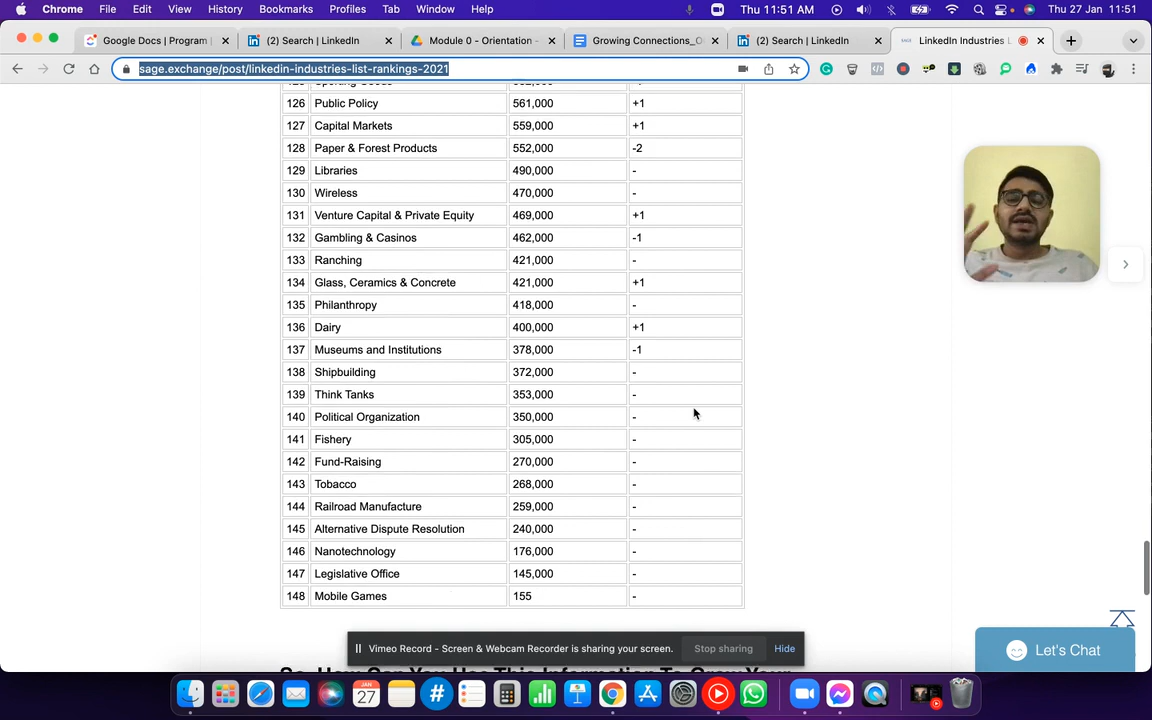 Chrome File Edit View History Bookmarks Profiles Tab Window Help Thu 11:51 AM Thu 27 Jan 11:51
Google Docs | Program | (2) Search | LinkedIn Module 0 - Orientation - Growing Connections_O (2) Search | LinkedIn LinkedIn Industries L
sage.exchange/post/linkedin-industries-list-rankings-2021
126 Public Policy 561,000 +1
127 Capital Markets 559,000 +1
128 Paper & Forest Products 552,000 -2
129 Libraries 490,000 -
130 Wireless 470,000 -
131 Venture Capital & Private Equity 469,000 +1
132 Gambling & Casinos 462,000 -1
133 Ranching 421,000 -
134 Glass, Ceramics & Concrete 421,000 +1
135 Philanthropy 418,000 -
136 Dairy 400,000 +1
137 Museums and Institutions 378,000 -1
138 Shipbuilding 372,000 -
139 Think Tanks 353,000 -
140 Political Organization 350,000 -
141 Fishery 305,000 -
142 Fund-Raising 270,000 -
143 Tobacco 268,000 -
144 Railroad Manufacture 259,000 -
145 Alternative Dispute Resolution 240,000 -
146 Nanotechnology 176,000 -
147 Legislative Office 145,000 -
148 Mobile Games 155 -
Vimeo Record - Screen & Webcam Recorder is sharing your screen. Stop sharing Hide
Let's Chat
JAN
27